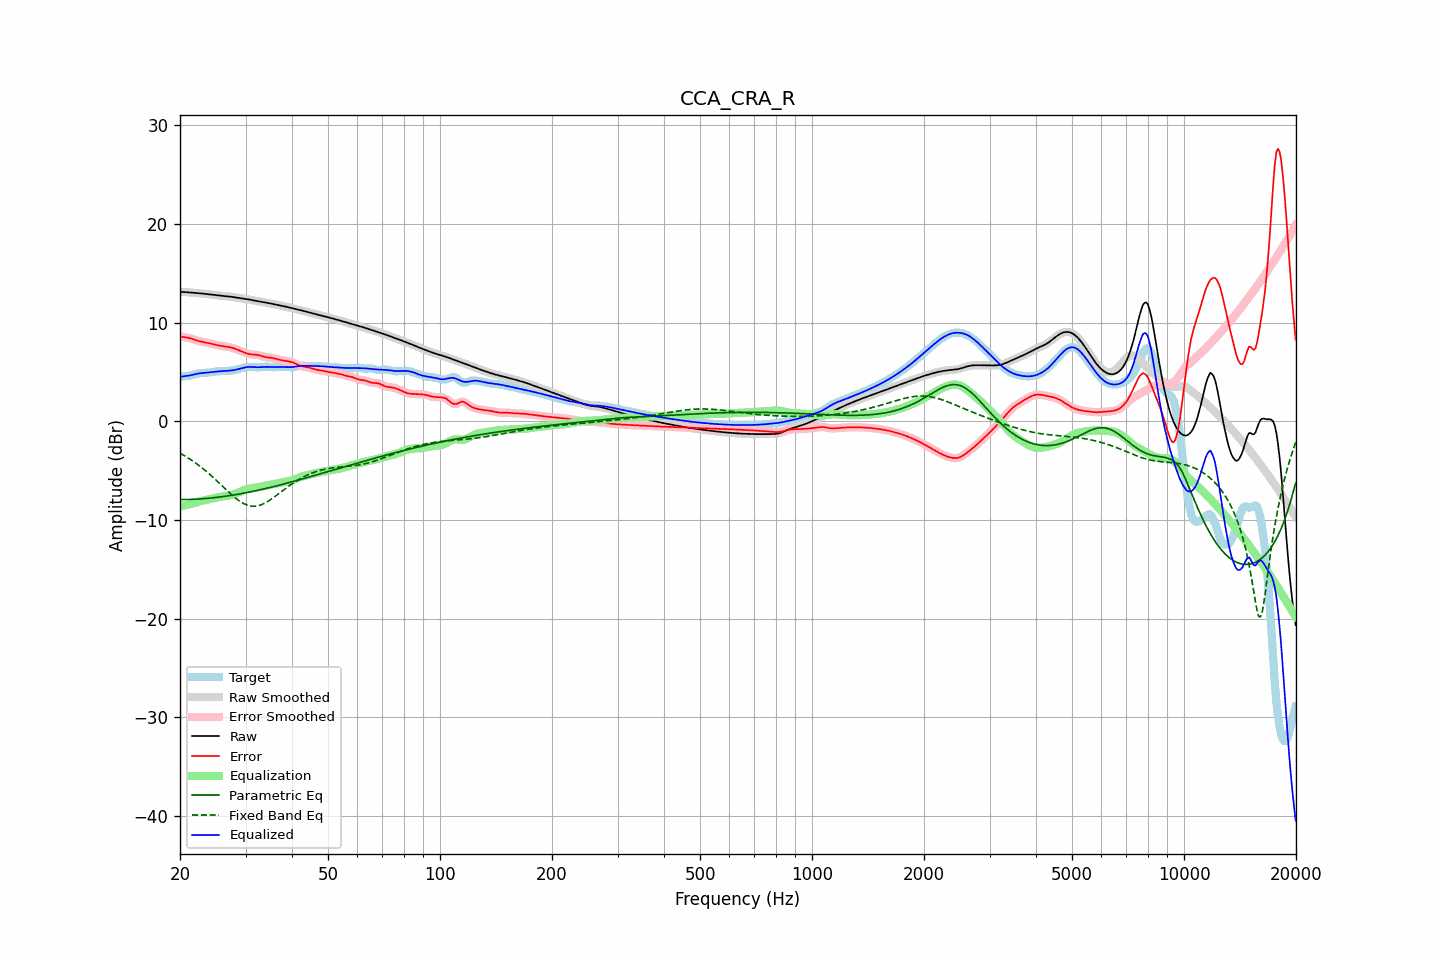 CCA_CRA_R
30
20
10
0
−10
−20
−30
−40
Amplitude (dBr)
Target
Raw Smoothed
Error Smoothed
Raw
Error
Equalization
Parametric Eq
Fixed Band Eq
Equalized
20 50 100 200 500 1000 2000 5000 10000 20000
Frequency (Hz)